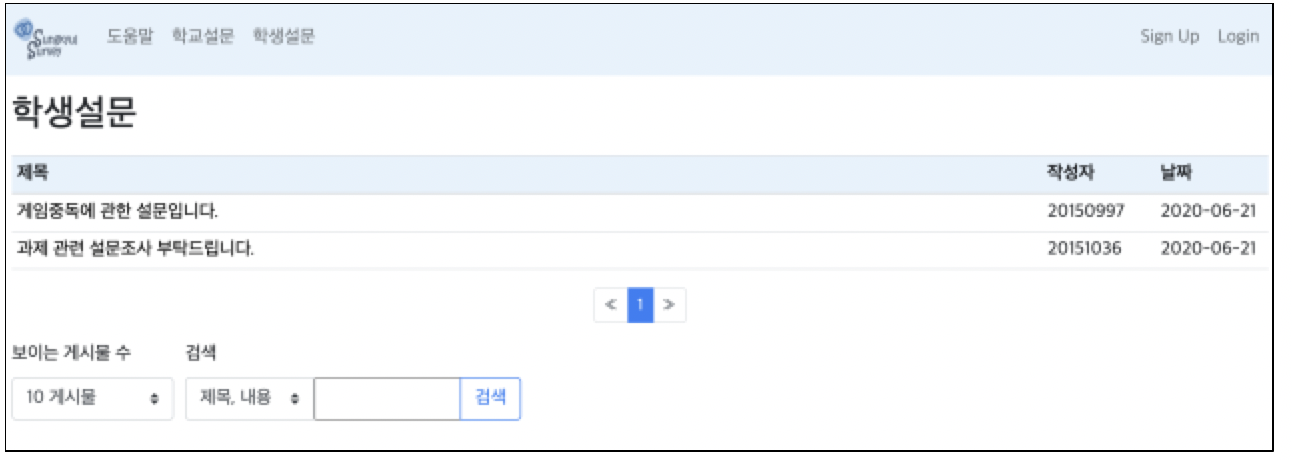 Sungkyul
Survey
도움말 학교설문 학생설문 Sign Up Login
학생설문
제목 작성자 날짜
게임중독에 관한 설문입니다. 20150997 2020-06-21
과제 관련 설문조사 부탁드립니다. 20151036 2020-06-21
≪ 1 ≫
보이는 게시물 수 검색
10 게시물 제목, 내용 검색